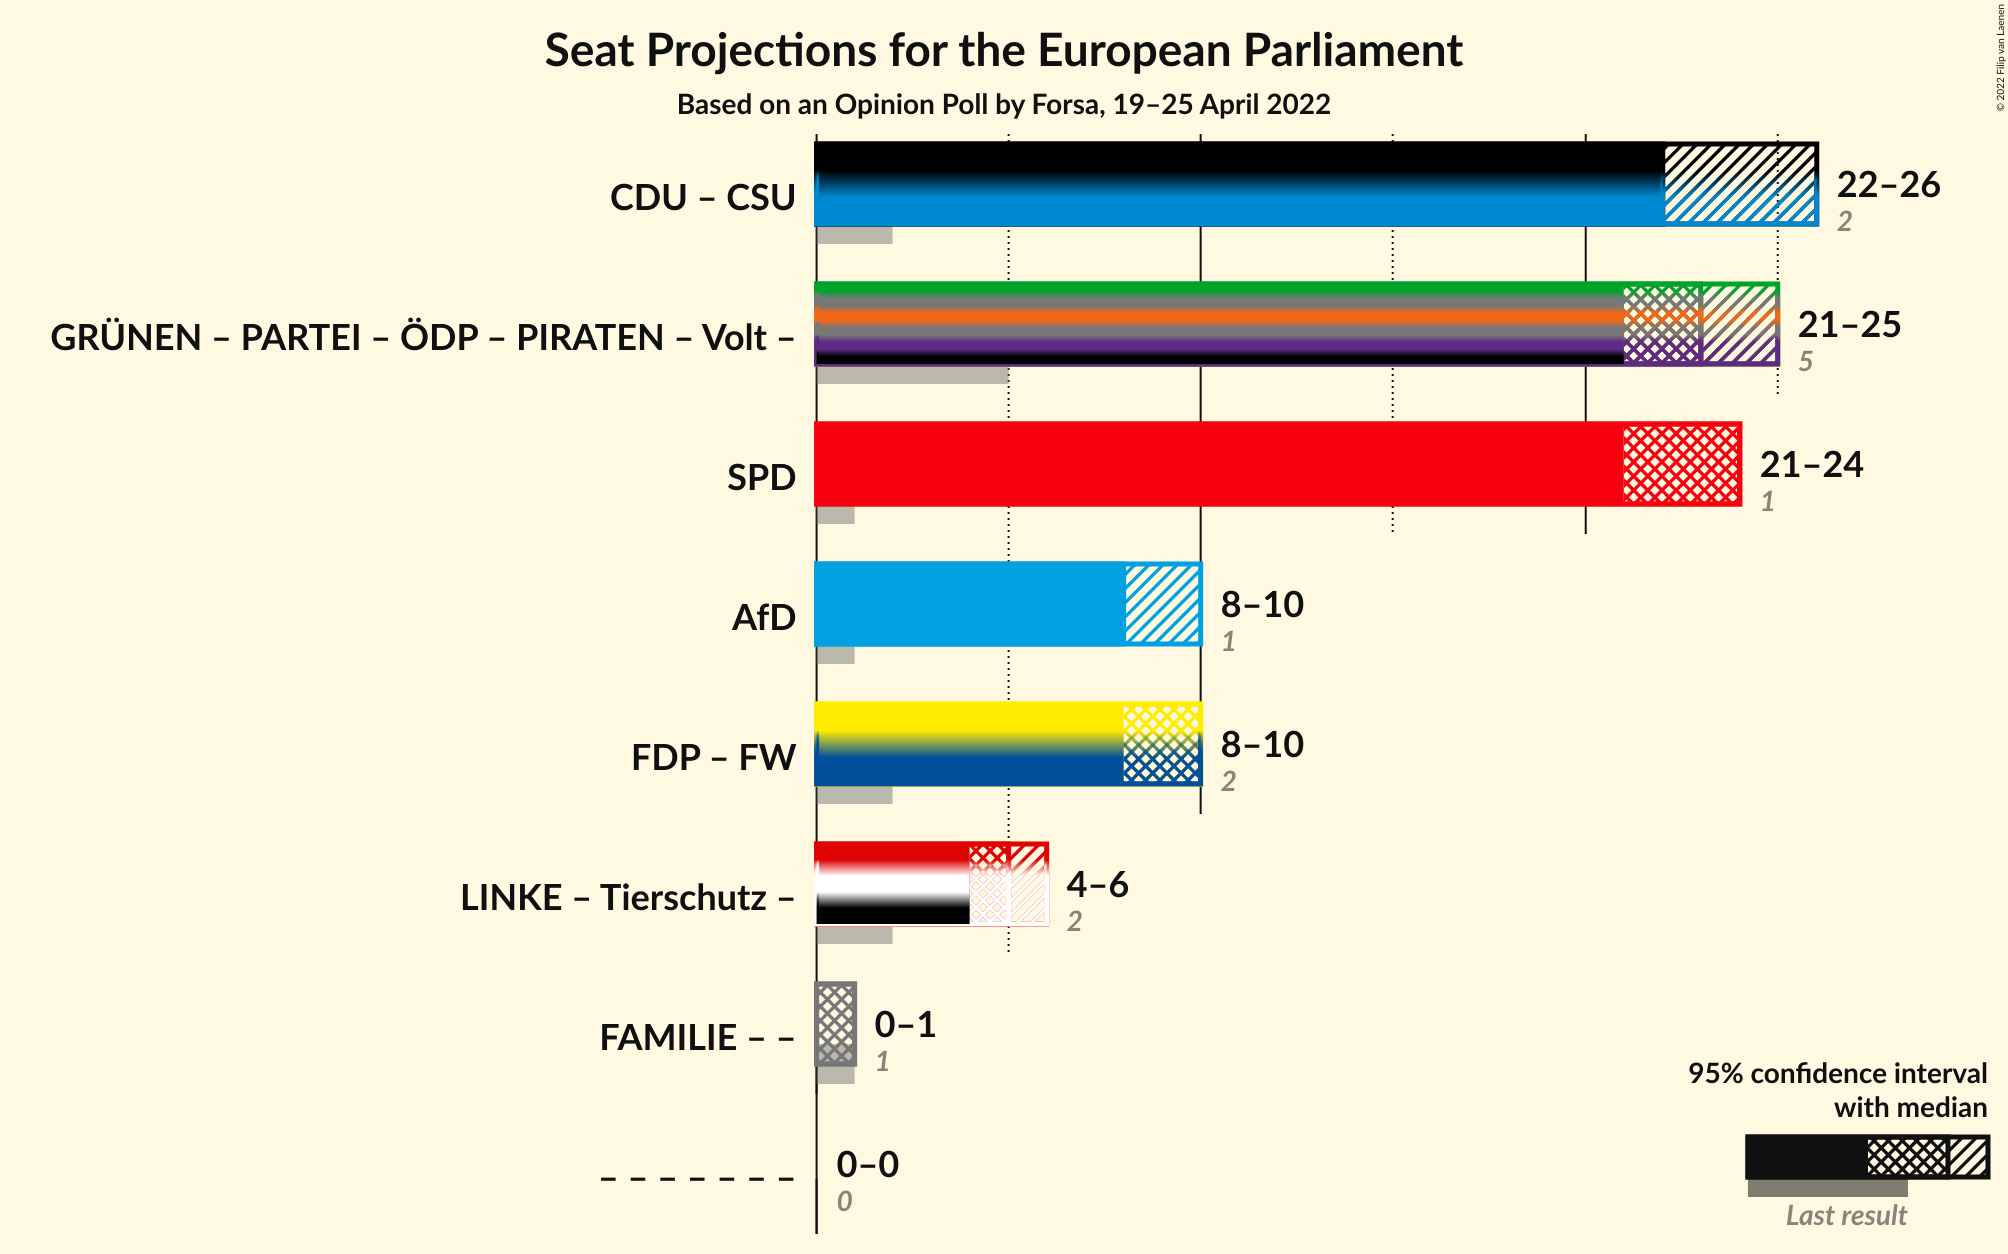 Seat Projections for the European Parliament
Based on an Opinion Poll by Forsa, 19–25 April 2022
© 2022 Filip van Laenen
CDU – CSU
22–26
2
GRÜNEN – PARTEI – ÖDP – PIRATEN – Volt –
21–25
5
SPD
21–24
1
AfD
8–10
1
FDP – FW
8–10
2
LINKE – Tierschutz –
4–6
2
FAMILIE – –
0–1
1
– – – – – – –
0–0
0
95% confidence interval
with median
Last result